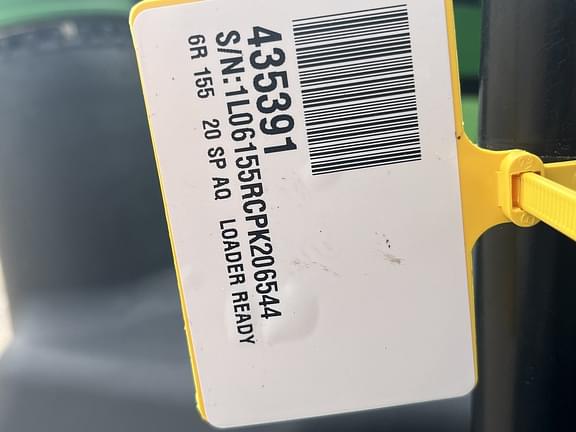 435391
S/N:1L06155RCPK206544
6R 155 20 SP AQ LOADER READY